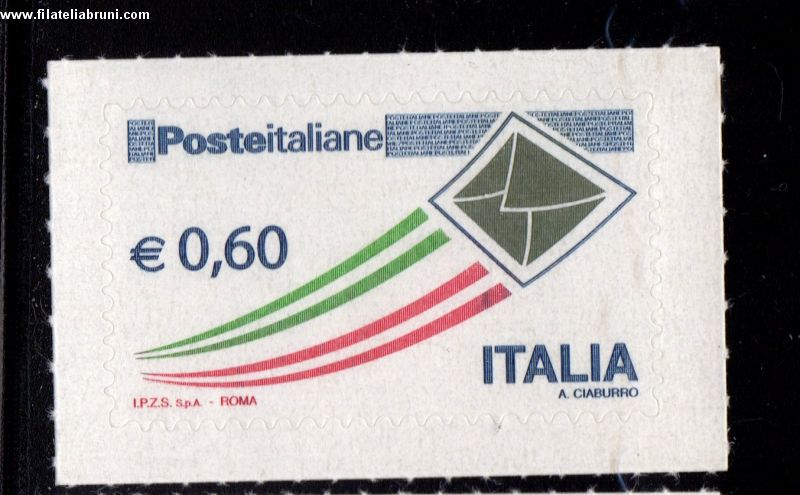 www.filateliabruni.com
Posteitaliane
€ 0,60
ITALIA
A. CIABURRO
I.P.Z.S. S.p.A. - ROMA